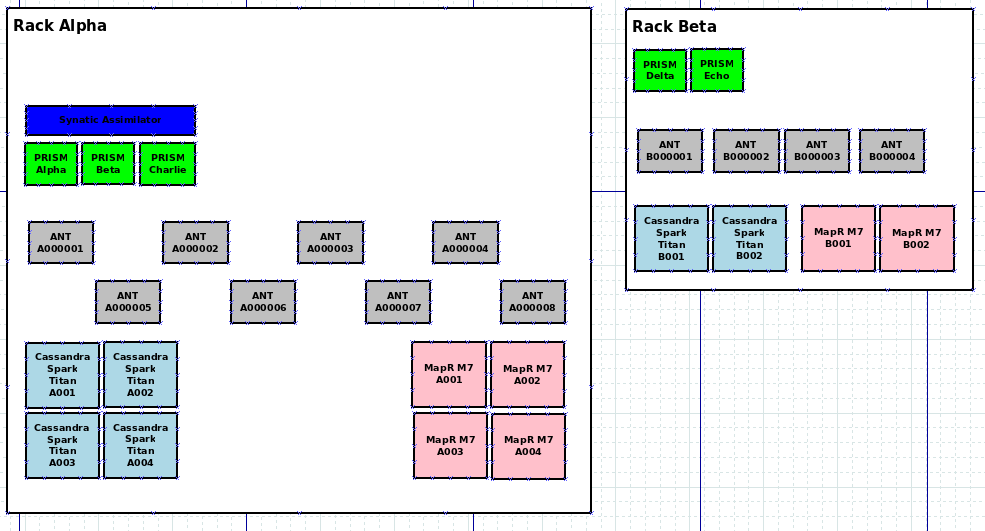 Rack Alpha
Synatic Assimilator
PRISM
Alpha
PRISM
Beta
PRISM
Charlie
ANT
A000001
ANT
A000002
ANT
A000003
ANT
A000004
ANT
A000005
ANT
A000006
ANT
A000007
ANT
A000008
Cassandra
Spark
Titan
A001
Cassandra
Spark
Titan
A002
MapR M7
A001
MapR M7
A002
Cassandra
Spark
Titan
A003
Cassandra
Spark
Titan
A004
MapR M7
A003
MapR M7
A004
Rack Beta
PRISM
Delta
PRISM
Echo
ANT
B000001
ANT
B000002
ANT
B000003
ANT
B000004
Cassandra
Spark
Titan
B001
Cassandra
Spark
Titan
B002
MapR M7
B001
MapR M7
B002